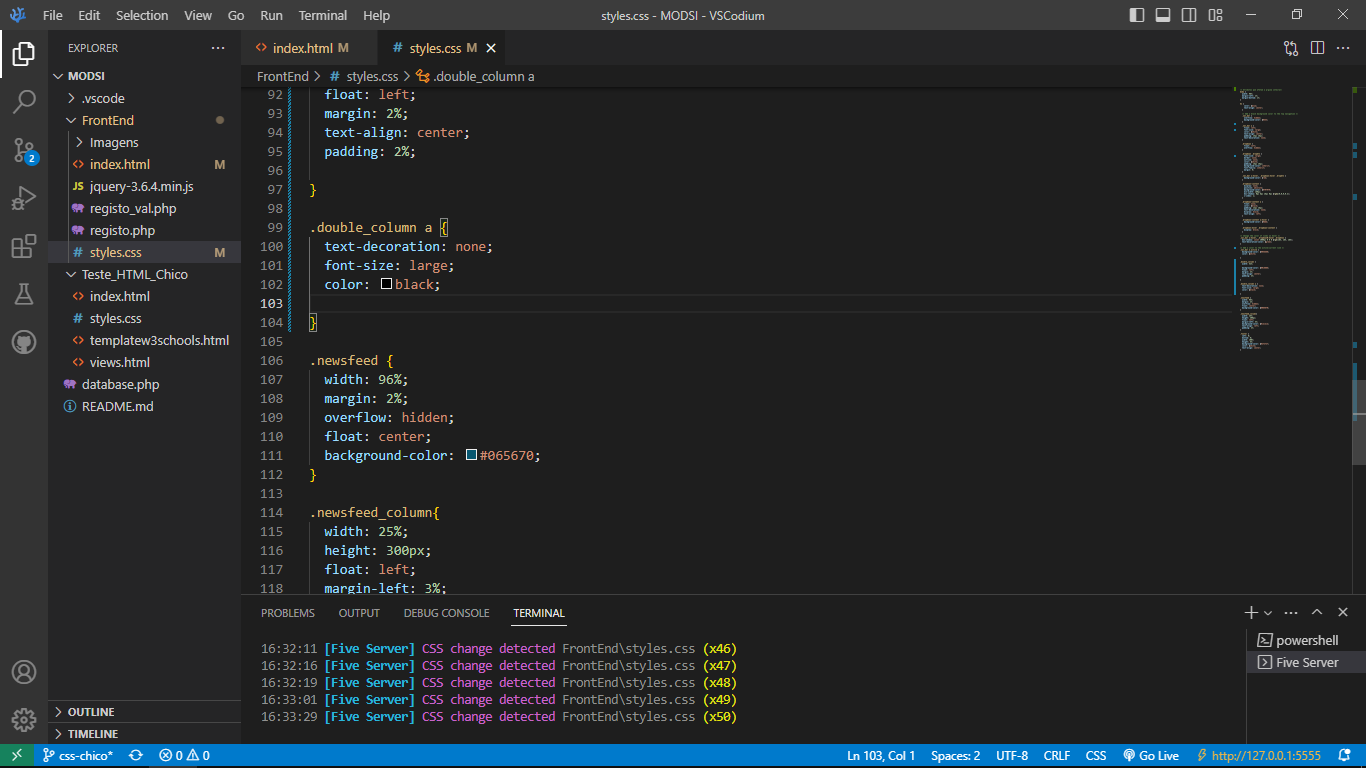 File Edit Selection View Go Run Terminal Help styles.css - MODSI - VSCodium
EXPLORER
MODSI
.vscode
FrontEnd
Imagens
index.html M
jquery-3.6.4.min.js
registo_val.php
registo.php
styles.css M
Teste_HTML_Chico
index.html
styles.css
templatew3schools.html
views.html
database.php
README.md
OUTLINE
TIMELINE
2
index.html M styles.css M
FrontEnd > styles.css > .double_column a
92 float: left;
93 margin: 2%;
94 text-align: center;
95 padding: 2%;
96
97 }
98
99 .double_column a {
100 text-decoration: none;
101 font-size: large;
102 color: black;
103
104 }
105
106 .newsfeed {
107 width: 96%;
108 margin: 2%;
109 overflow: hidden;
110 float: center;
111 background-color: #065670;
112 }
113
114 .newsfeed_column{
115 width: 25%;
116 height: 300px;
117 float: left;
118 margin-left: 3%;
PROBLEMS OUTPUT DEBUG CONSOLE TERMINAL
16:32:11 [Five Server] CSS change detected FrontEnd\styles.css (x46)
16:32:16 [Five Server] CSS change detected FrontEnd\styles.css (x47)
16:32:19 [Five Server] CSS change detected FrontEnd\styles.css (x48)
16:33:01 [Five Server] CSS change detected FrontEnd\styles.css (x49)
16:33:29 [Five Server] CSS change detected FrontEnd\styles.css (x50)
powershell
Five Server
css-chico* 0 0 Ln 103, Col 1 Spaces: 2 UTF-8 CRLF CSS Go Live http://127.0.0.1:5555